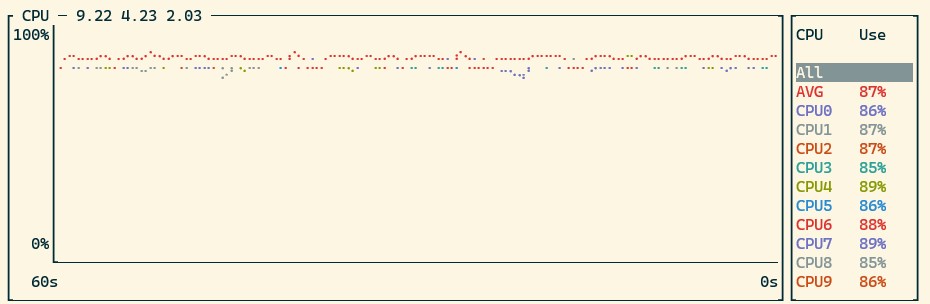 CPU — 9.22 4.23 2.03
100%
0%
60s 0s
CPU Use
All
AVG 87%
CPU0 86%
CPU1 87%
CPU2 87%
CPU3 85%
CPU4 89%
CPU5 86%
CPU6 88%
CPU7 89%
CPU8 85%
CPU9 86%